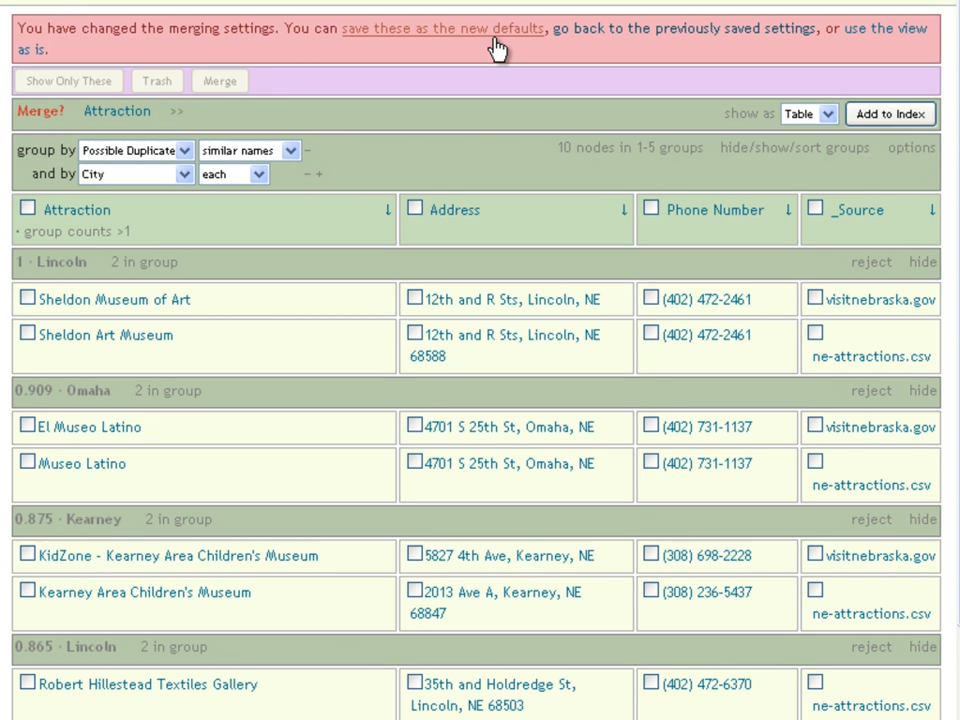 You have changed the merging settings. You can save these as the new defaults, go back to the previously saved settings, or use the view
as is.
Show Only These Trash Merge
Merge? Attraction >> show as Table Add to Index
group by Possible Duplicate similar names − 10 nodes in 1-5 groups hide/show/sort groups options
and by City each − +
Attraction ↓ Address ↓ Phone Number ↓ _Source ↓
· group counts >1
1 · Lincoln 2 in group reject hide
Sheldon Museum of Art 12th and R Sts, Lincoln, NE (402) 472-2461 visitnebraska.gov
Sheldon Art Museum 12th and R Sts, Lincoln, NE (402) 472-2461
68588 ne-attractions.csv
0.909 · Omaha 2 in group reject hide
El Museo Latino 4701 S 25th St, Omaha, NE (402) 731-1137 visitnebraska.gov
Museo Latino 4701 S 25th St, Omaha, NE (402) 731-1137
ne-attractions.csv
0.875 · Kearney 2 in group reject hide
KidZone - Kearney Area Children's Museum 5827 4th Ave, Kearney, NE (308) 698-2228 visitnebraska.gov
Kearney Area Children's Museum 2013 Ave A, Kearney, NE (308) 236-5437
68847 ne-attractions.csv
0.865 · Lincoln 2 in group reject hide
Robert Hillestead Textiles Gallery 35th and Holdredge St, (402) 472-6370
Lincoln, NE 68503 ne-attractions.csv